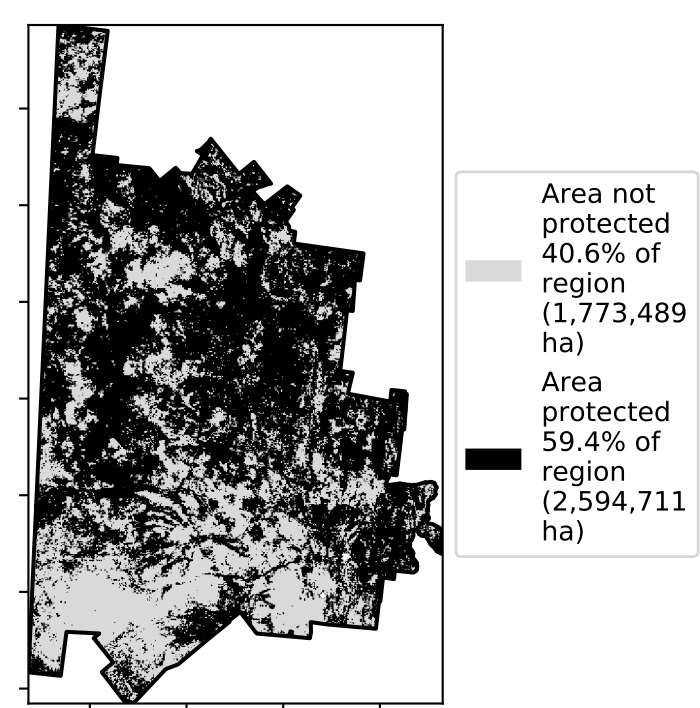 Area not
protected
40.6% of
region
(1,773,489
ha)
Area
protected
59.4% of
region
(2,594,711
ha)